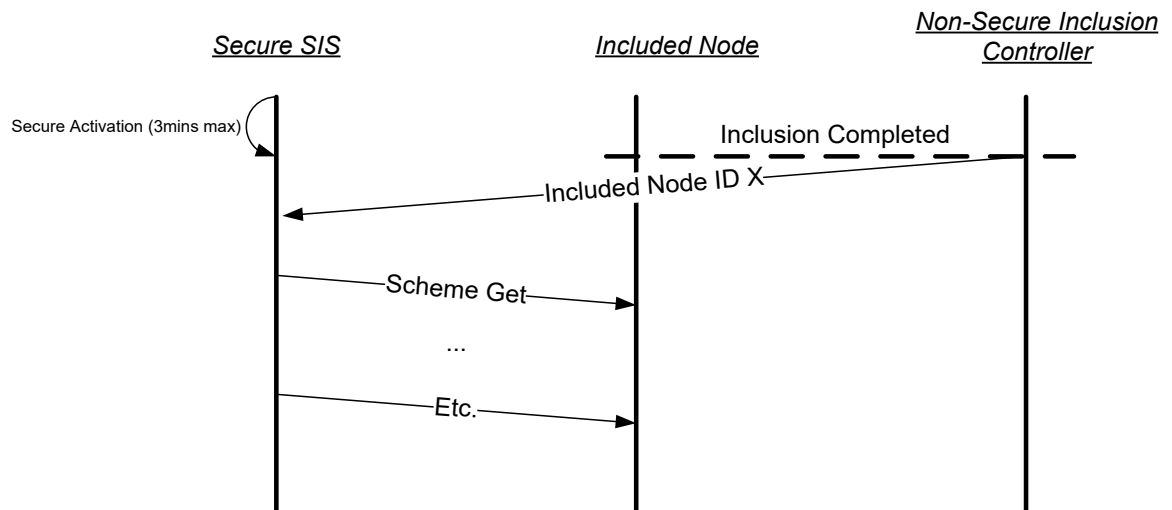 Secure SIS
Included Node
Non-Secure Inclusion
Controller
Secure Activation (3mins max)
Inclusion Completed
Included Node ID X
Scheme Get
...
Etc.